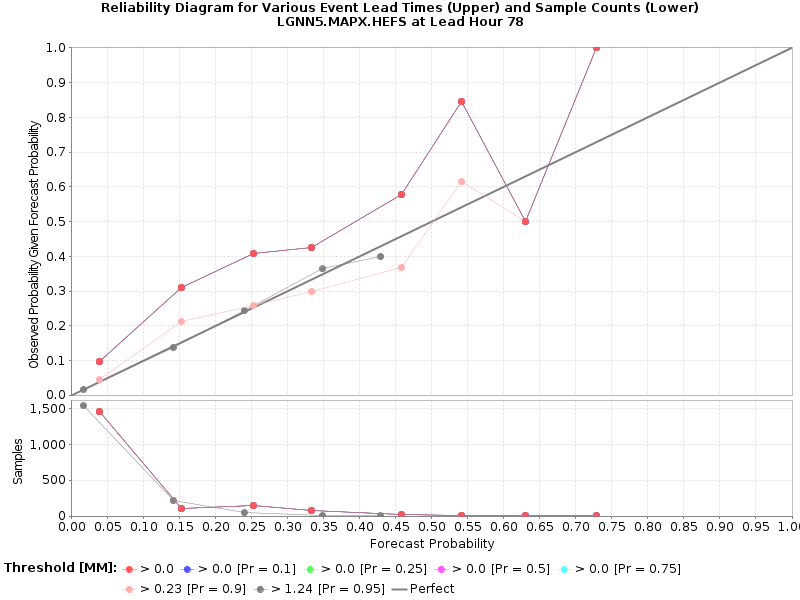 Reliability Diagram for Various Event Lead Times (Upper) and Sample Counts (Lower)
LGNN5.MAPX.HEFS at Lead Hour 78
Observed Probability Given Forecast Probability
1.0
0.9
0.8
0.7
0.6
0.5
0.4
0.3
0.2
0.1
0.0
Samples
1,500
1,000
500
0
0.00 0.05 0.10 0.15 0.20 0.25 0.30 0.35 0.40 0.45 0.50 0.55 0.60 0.65 0.70 0.75 0.80 0.85 0.90 0.95 1.0
Forecast Probability
Threshold [MM]: > 0.0 > 0.0 [Pr = 0.1] > 0.0 [Pr = 0.25] > 0.0 [Pr = 0.5] > 0.0 [Pr = 0.75]
> 0.23 [Pr = 0.9] > 1.24 [Pr = 0.95] Perfect